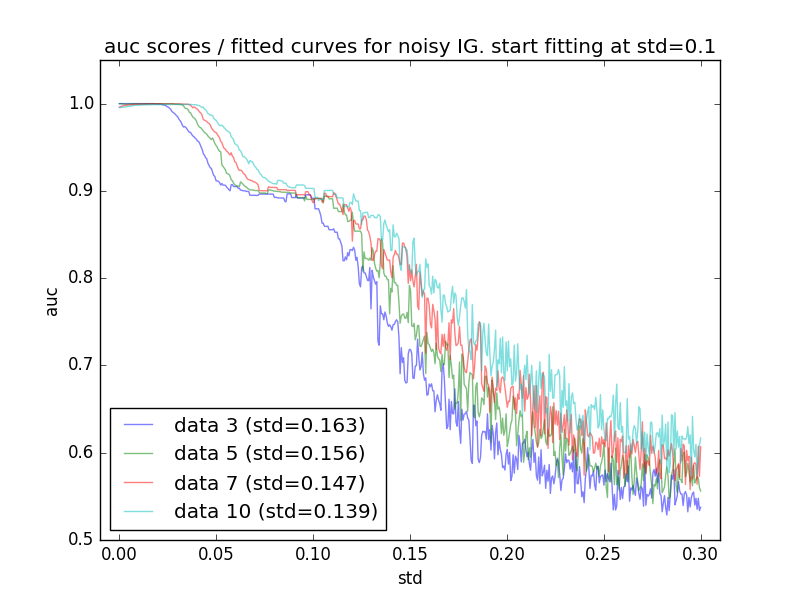 auc scores / fitted curves for noisy IG. start fitting at std=0.1
1.0
0.9
0.8
0.7
0.6
0.5
auc
data 3 (std=0.163)
data 5 (std=0.156)
data 7 (std=0.147)
data 10 (std=0.139)
0.00 0.05 0.10 0.15 0.20 0.25 0.30
std